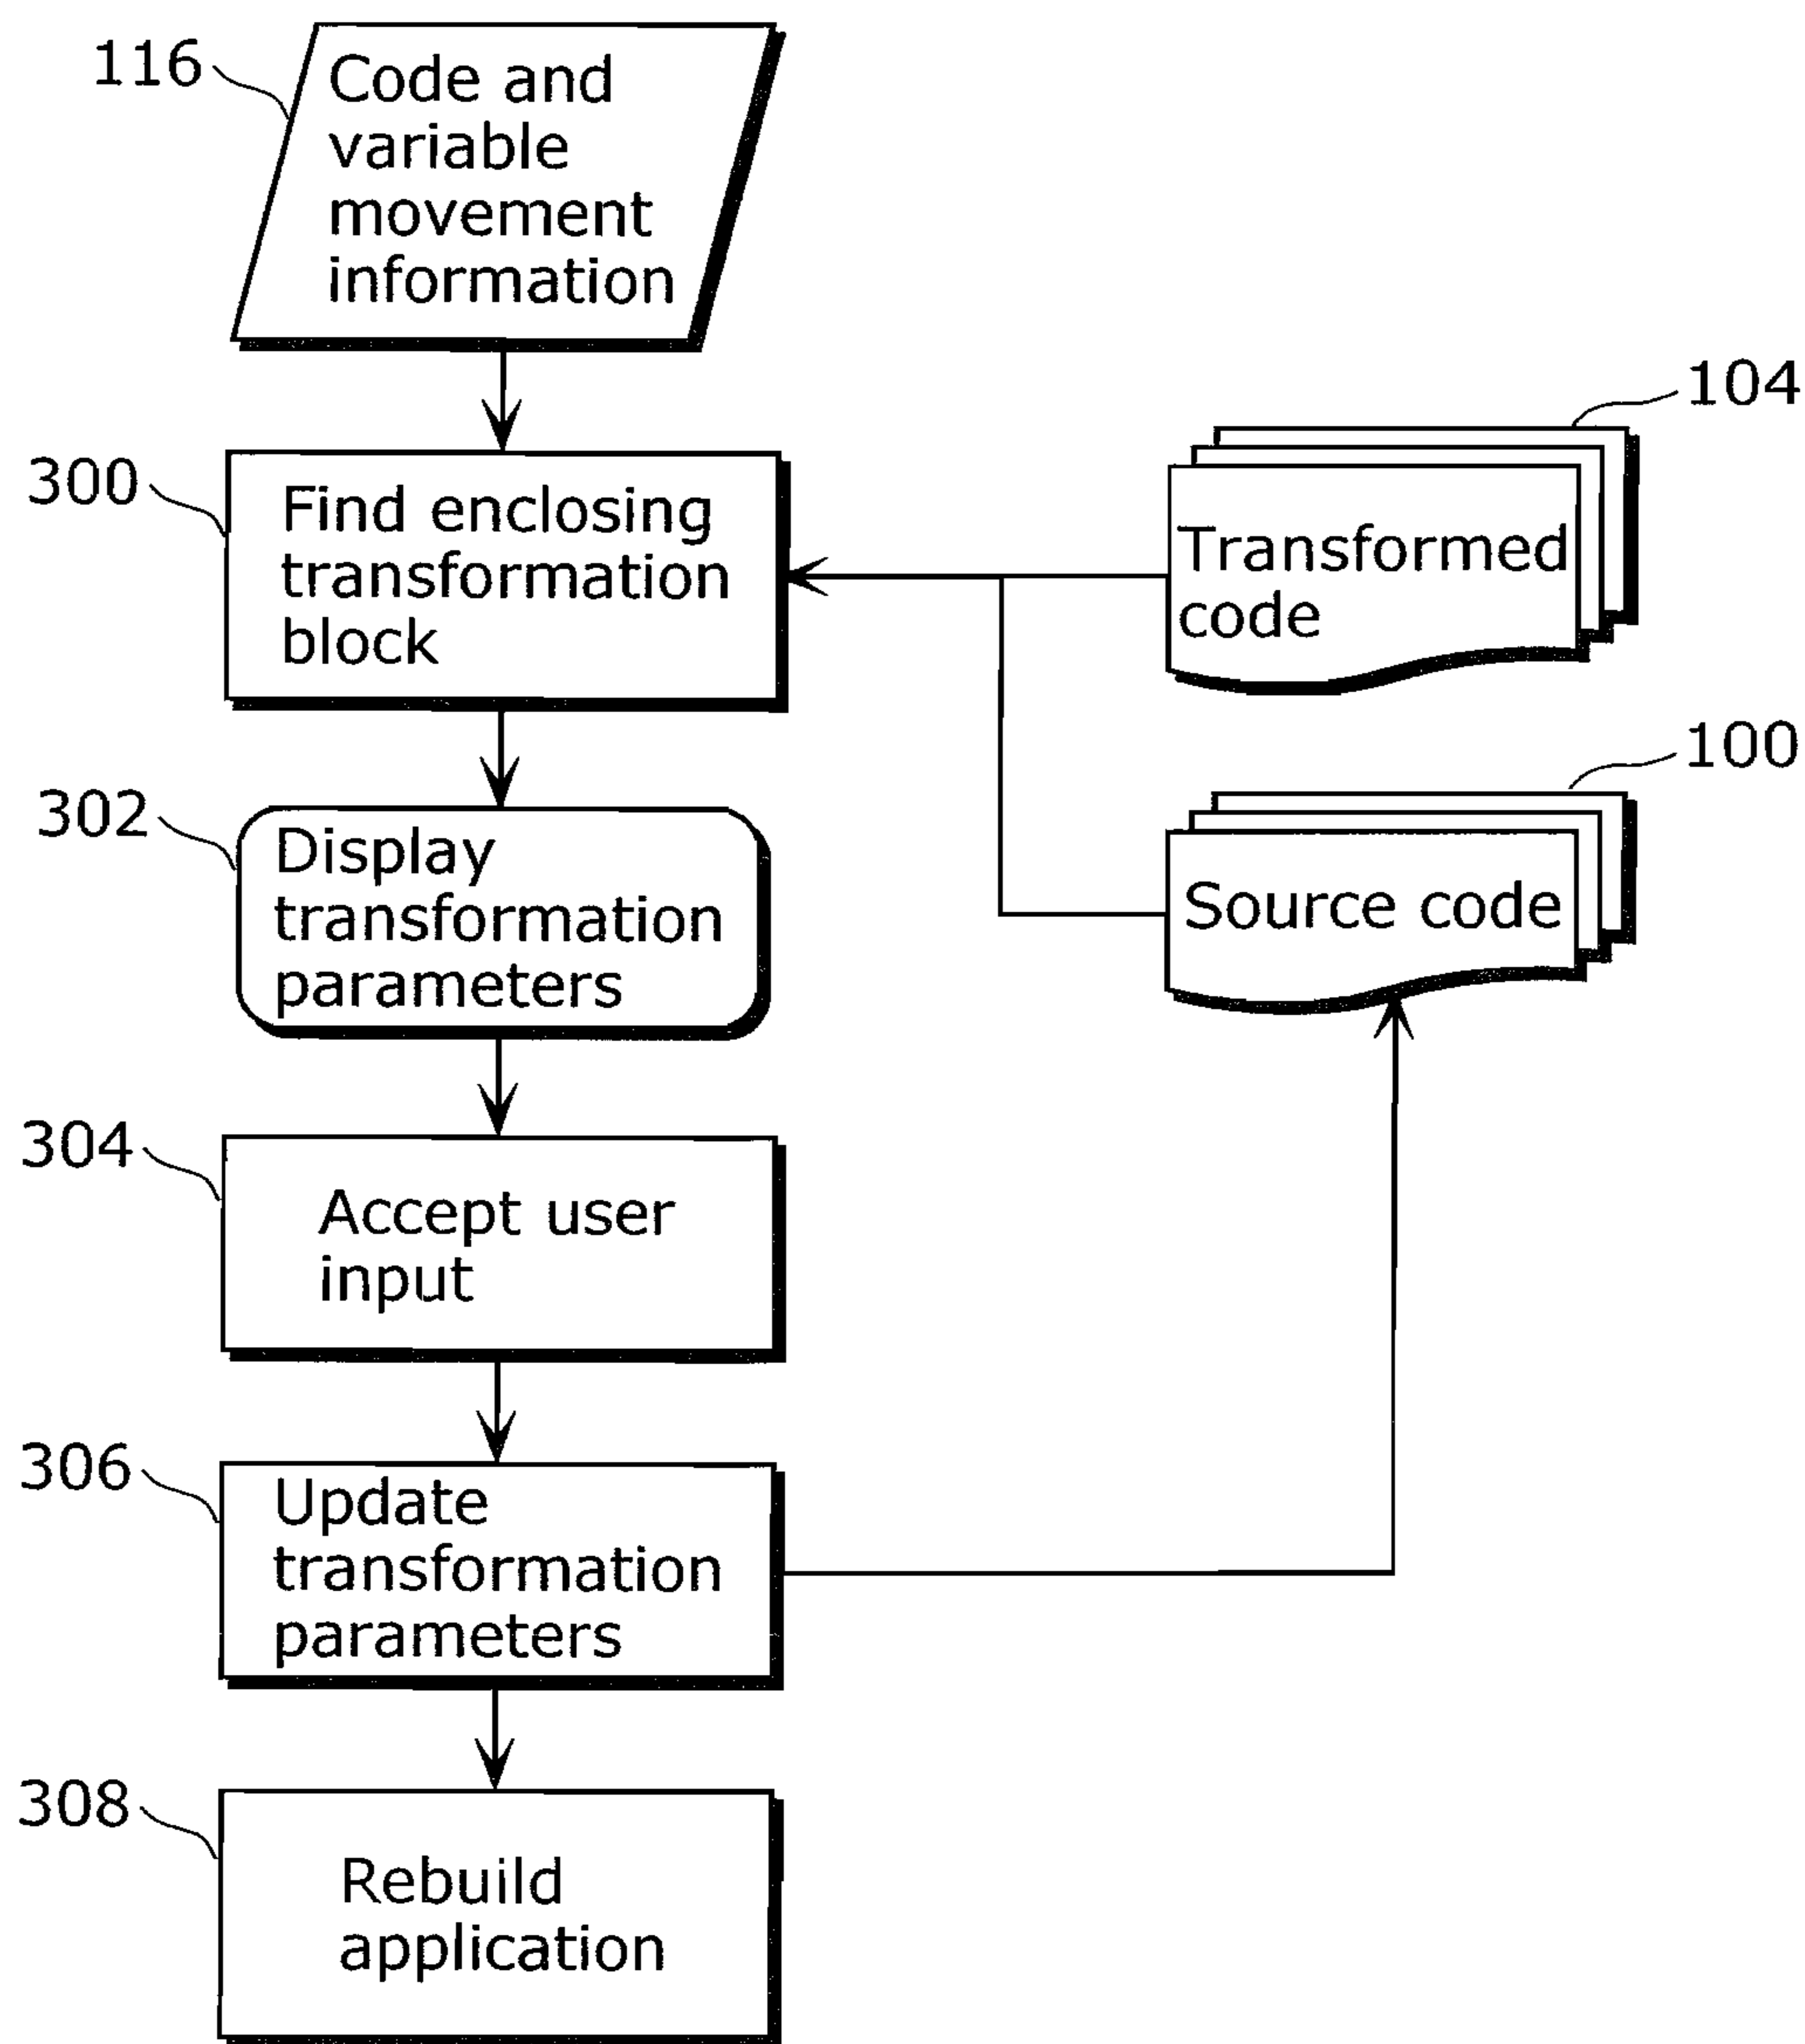 116
Code and
variable
movement
information
104
300
Find enclosing
transformation
block
Transformed
code
100
302
Display
transformation
parameters
Source code
304
Accept user
input
306
Update
transformation
parameters
308
Rebuild
application